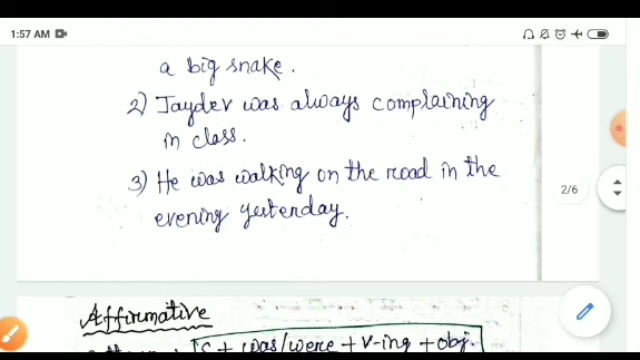 1:57 AM
a big snake.
2) Jaydev was always complaining
in class.
3) He was walking on the road in the
evening yesterday.
2/6
Affirmative
S + was/were + V-ing + obj.